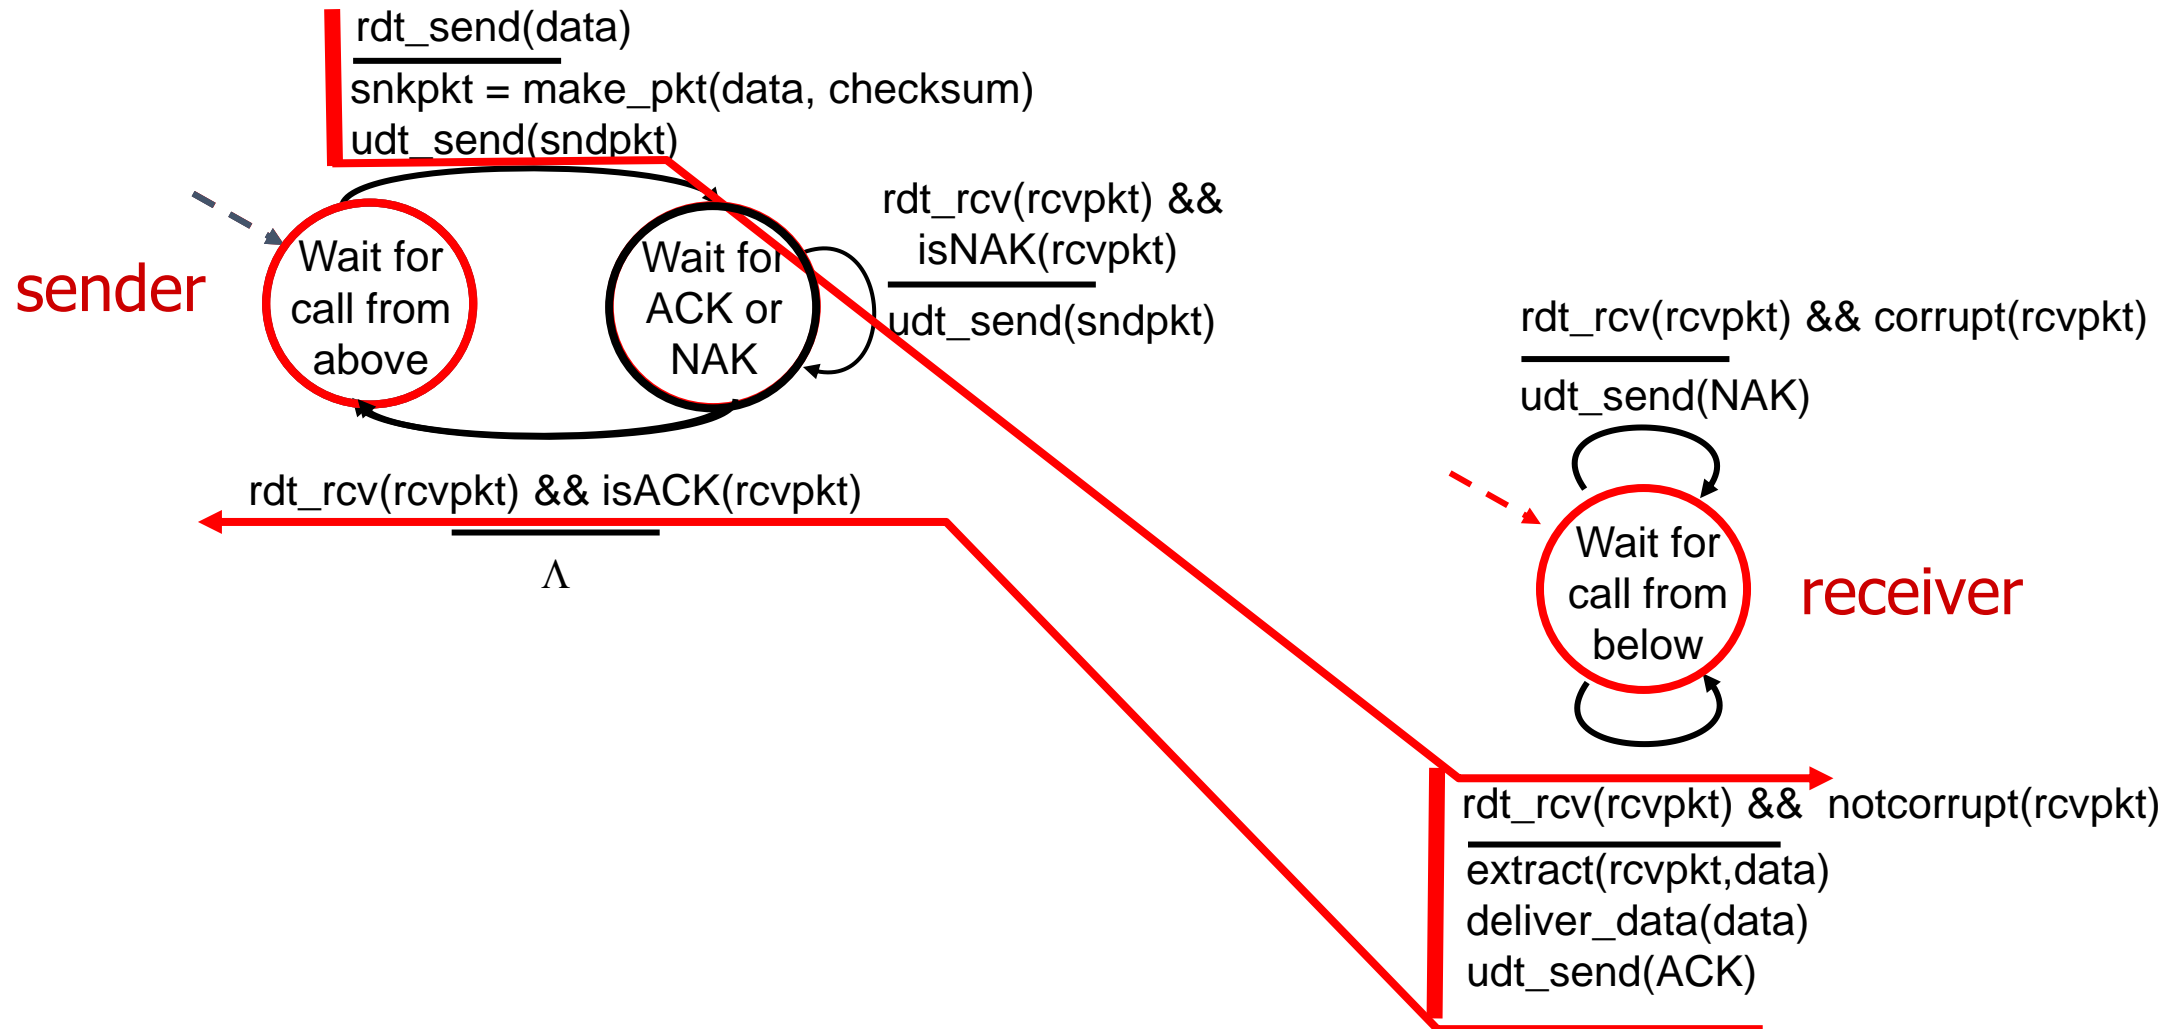 rdt_send(data)
snkpkt = make_pkt(data, checksum)
udt_send(sndpkt)
sender
Wait for
call from
above
Wait for
ACK or
NAK
rdt_rcv(rcvpkt) &&
isNAK(rcvpkt)
udt_send(sndpkt)
rdt_rcv(rcvpkt) && isACK(rcvpkt)
Λ
rdt_rcv(rcvpkt) && corrupt(rcvpkt)
udt_send(NAK)
Wait for
call from
below
receiver
rdt_rcv(rcvpkt) && notcorrupt(rcvpkt)
extract(rcvpkt,data)
deliver_data(data)
udt_send(ACK)